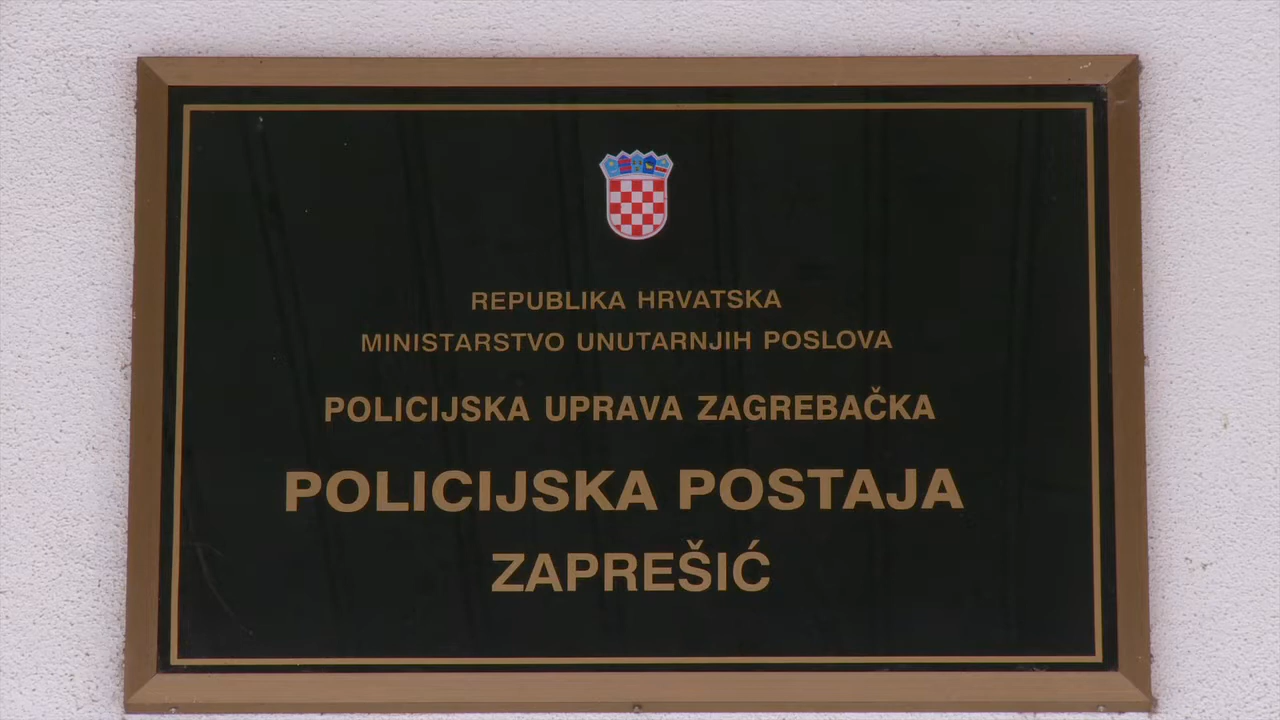 REPUBLIKA HRVATSKA
MINISTARSTVO UNUTARNJIH POSLOVA
POLICIJSKA UPRAVA ZAGREBAČKA
POLICIJSKA POSTAJA
ZAPREŠIĆ